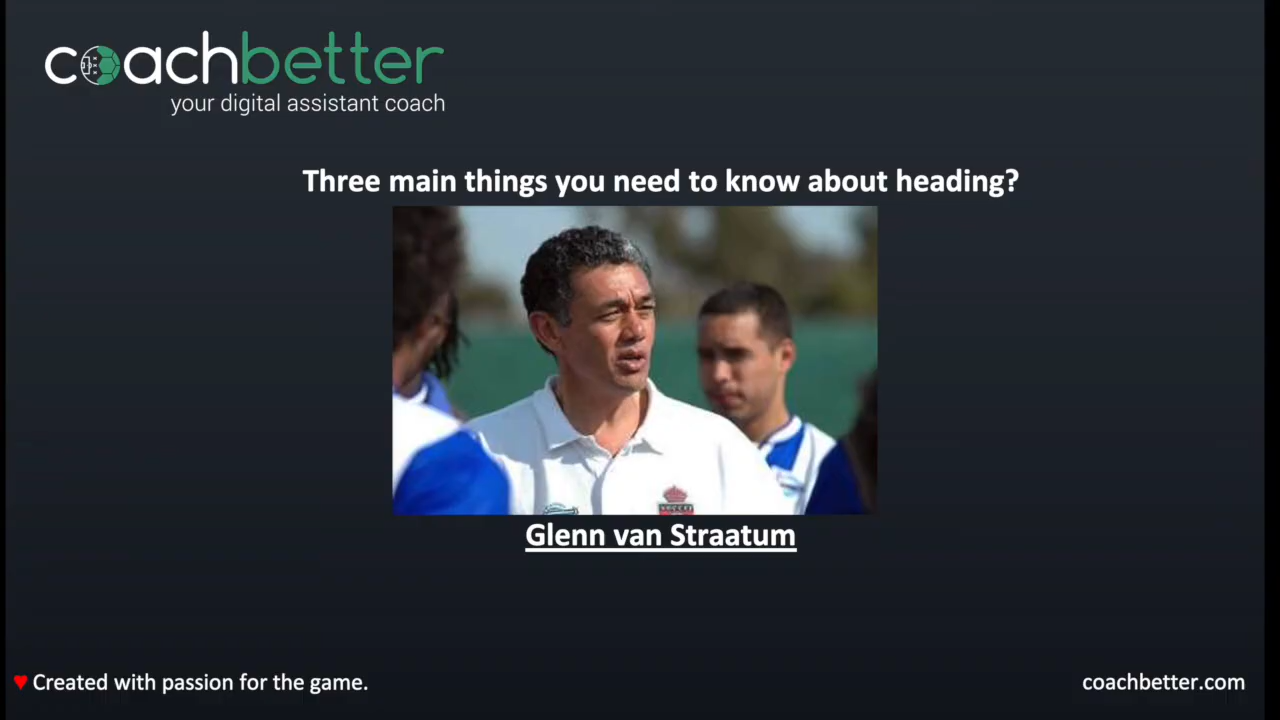 coachbetter
your digital assistant coach
Three main things you need to know about heading?
SOCCER
Glenn van Straatum
♥ Created with passion for the game.
coachbetter.com